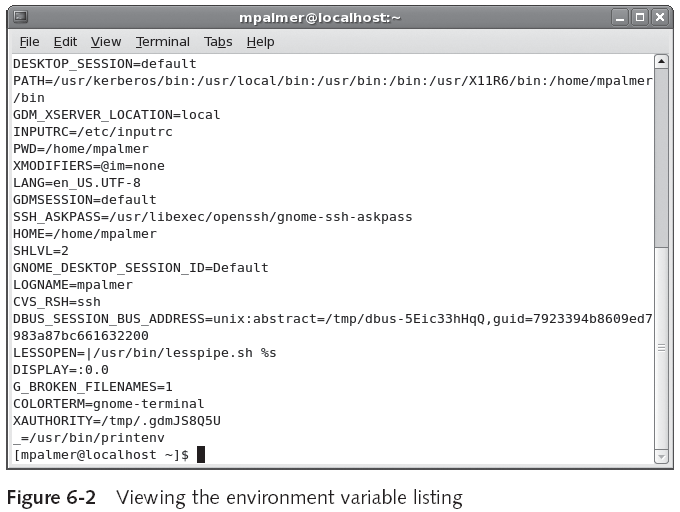 mpalmer@localhost:~
File Edit View Terminal Tabs Help
DESKTOP_SESSION=default
PATH=/usr/kerberos/bin:/usr/local/bin:/usr/bin:/bin:/usr/X11R6/bin:/home/mpalmer
/bin
GDM_XSERVER_LOCATION=local
INPUTRC=/etc/inputrc
PWD=/home/mpalmer
XMODIFIERS=@im=none
LANG=en_US.UTF-8
GDMSESSION=default
SSH_ASKPASS=/usr/libexec/openssh/gnome-ssh-askpass
HOME=/home/mpalmer
SHLVL=2
GNOME_DESKTOP_SESSION_ID=Default
LOGNAME=mpalmer
CVS_RSH=ssh
DBUS_SESSION_BUS_ADDRESS=unix:abstract=/tmp/dbus-5Eic33hHqQ,guid=7923394b8609ed7
983a87bc661632200
LESSOPEN=|/usr/bin/lesspipe.sh %s
DISPLAY=:0.0
G_BROKEN_FILENAMES=1
COLORTERM=gnome-terminal
XAUTHORITY=/tmp/.gdmJS8Q5U
_=/usr/bin/printenv
[mpalmer@localhost ~]$
Figure 6-2 Viewing the environment variable listing